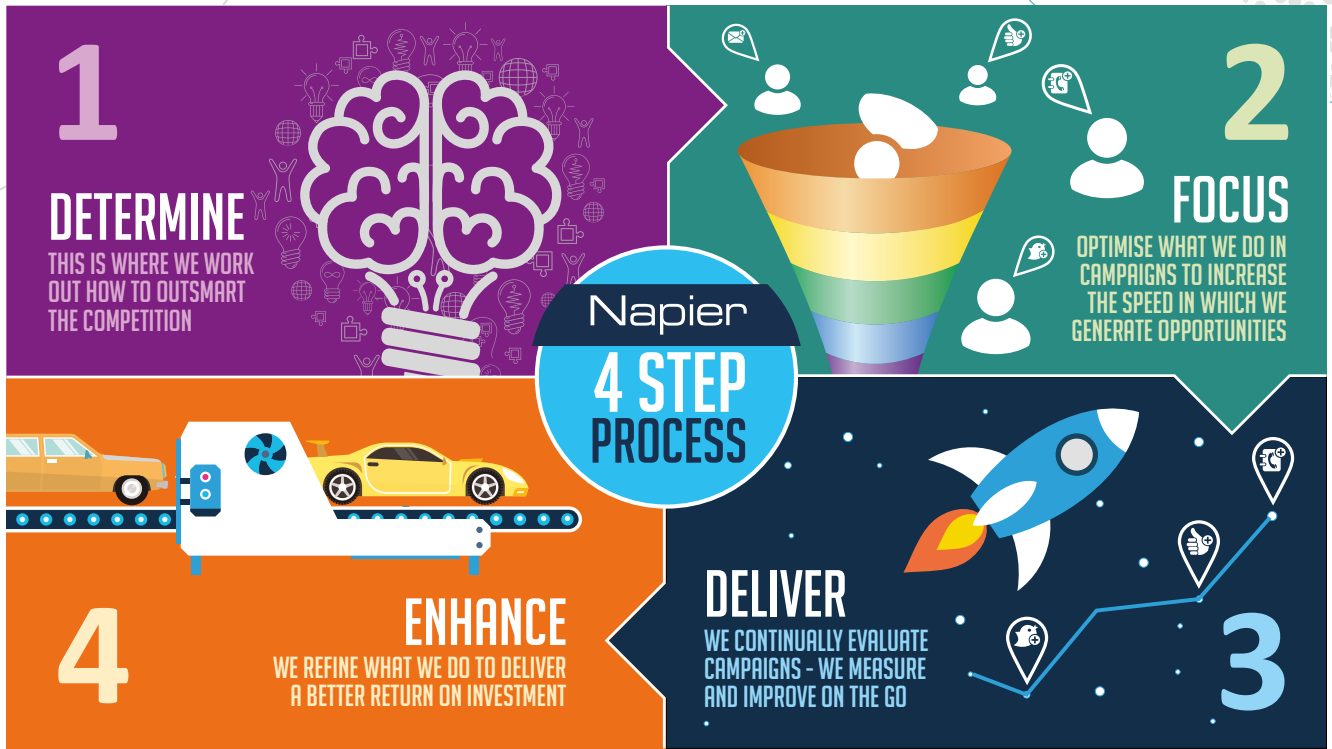 1
DETERMINE
THIS IS WHERE WE WORK
OUT HOW TO OUTSMART
THE COMPETITION
2
FOCUS
OPTIMISE WHAT WE DO IN
CAMPAIGNS TO INCREASE
THE SPEED IN WHICH WE
GENERATE OPPORTUNITIES
Napier
4 STEP
PROCESS
DELIVER
WE CONTINUALLY EVALUATE
CAMPAIGNS - WE MEASURE
AND IMPROVE ON THE GO
3
4
ENHANCE
WE REFINE WHAT WE DO TO DELIVER
A BETTER RETURN ON INVESTMENT